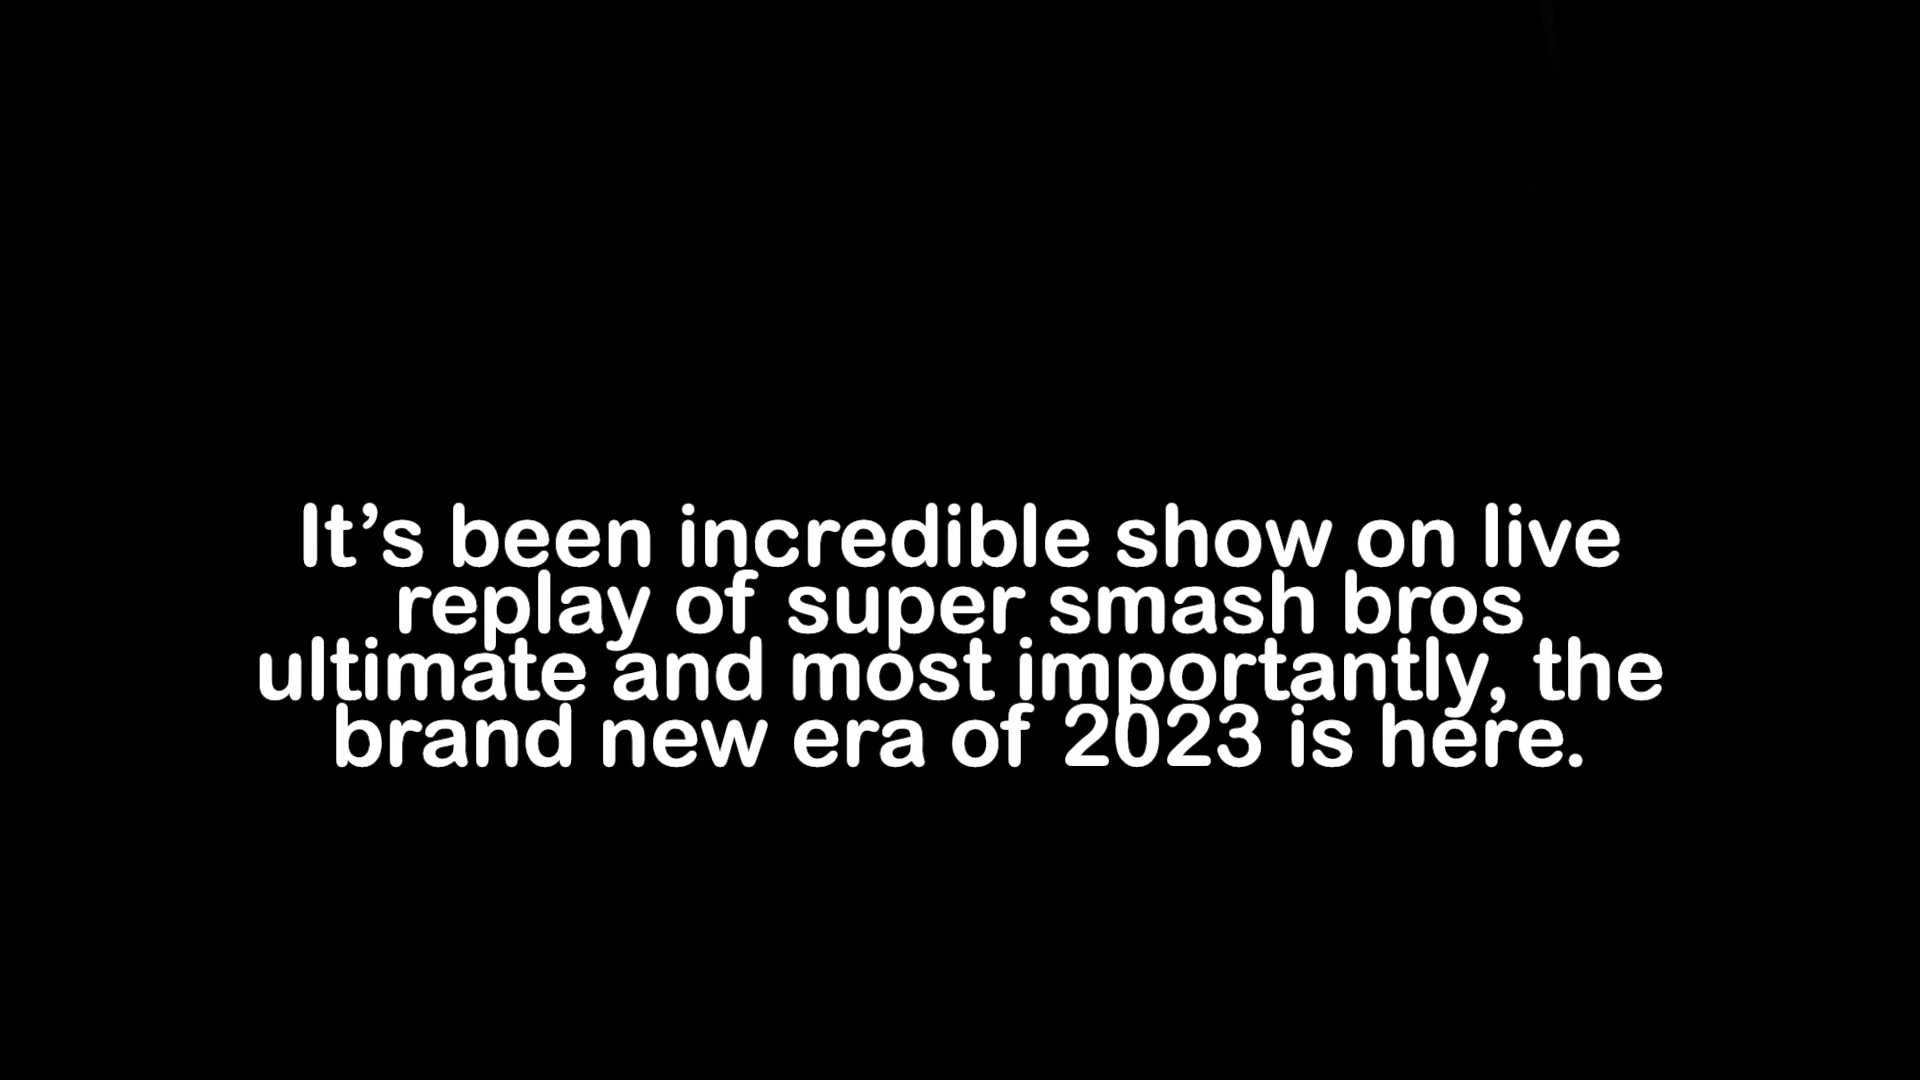 It’s been incredible show on live
replay of super smash bros
ultimate and most importantly, the
brand new era of 2023 is here.